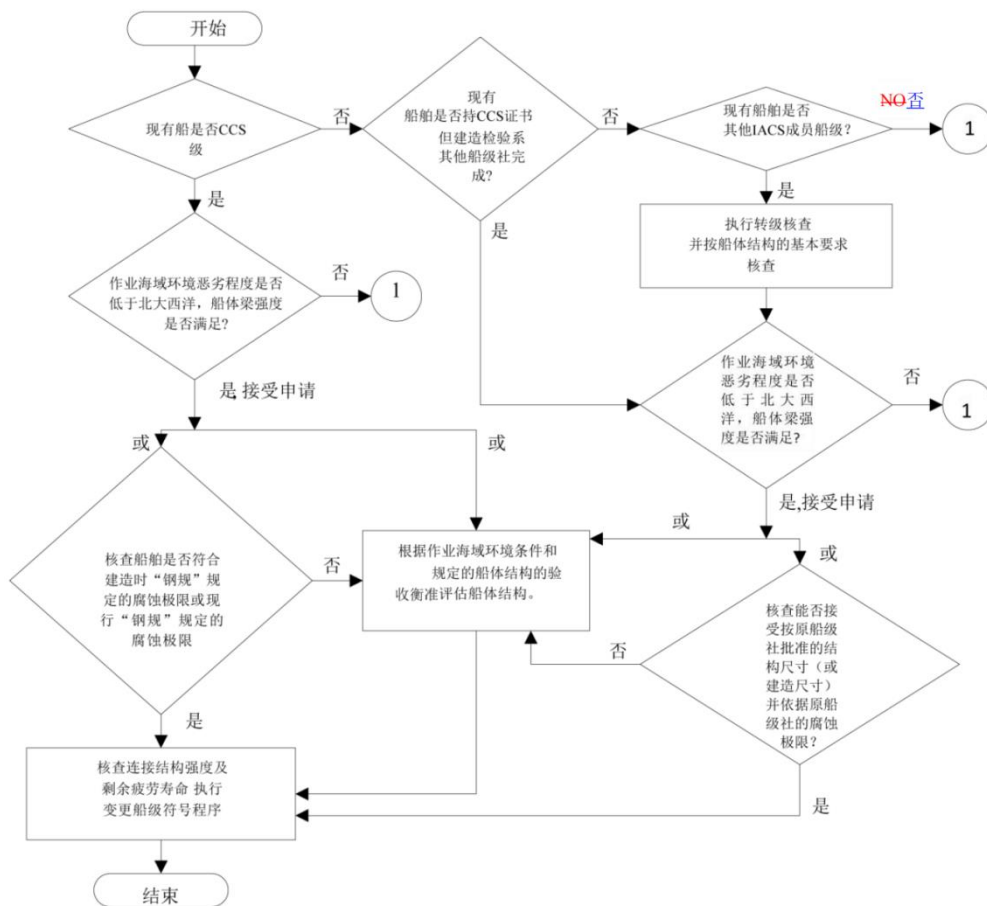 开始
现有船是否CCS
级
否
现有
船舶是否持CCS证书
但建造检验系
其他船级社完
成?
否
现有船舶是否
其他IACS成员船级?
NO否
1
是
是
是
执行转级核查
并按船体结构的基本要求
核查
作业海域环境恶劣程度是否
低于北大西洋，船体梁强度
是否满足?
否
1
作业海域环境
恶劣程度是否
低于北大西
洋，船体梁强
度是否满足?
否
1
是,接受申请
或
或
是,接受申请
或
或
核查船舶是否符合
建造时“钢规”规
定的腐蚀极限或现
行“钢规”规定的
腐蚀极限
否
根据作业海域环境条件和
规定的船体结构的验
收衡准评估船体结构。
核查能否接
受按原船级
社批准的结
构尺寸（或
建造尺寸）
并依据原船
级社的腐蚀
极限？
否
是
是
核查连接结构强度及
剩余疲劳寿命 执行
变更船级符号程序
结束